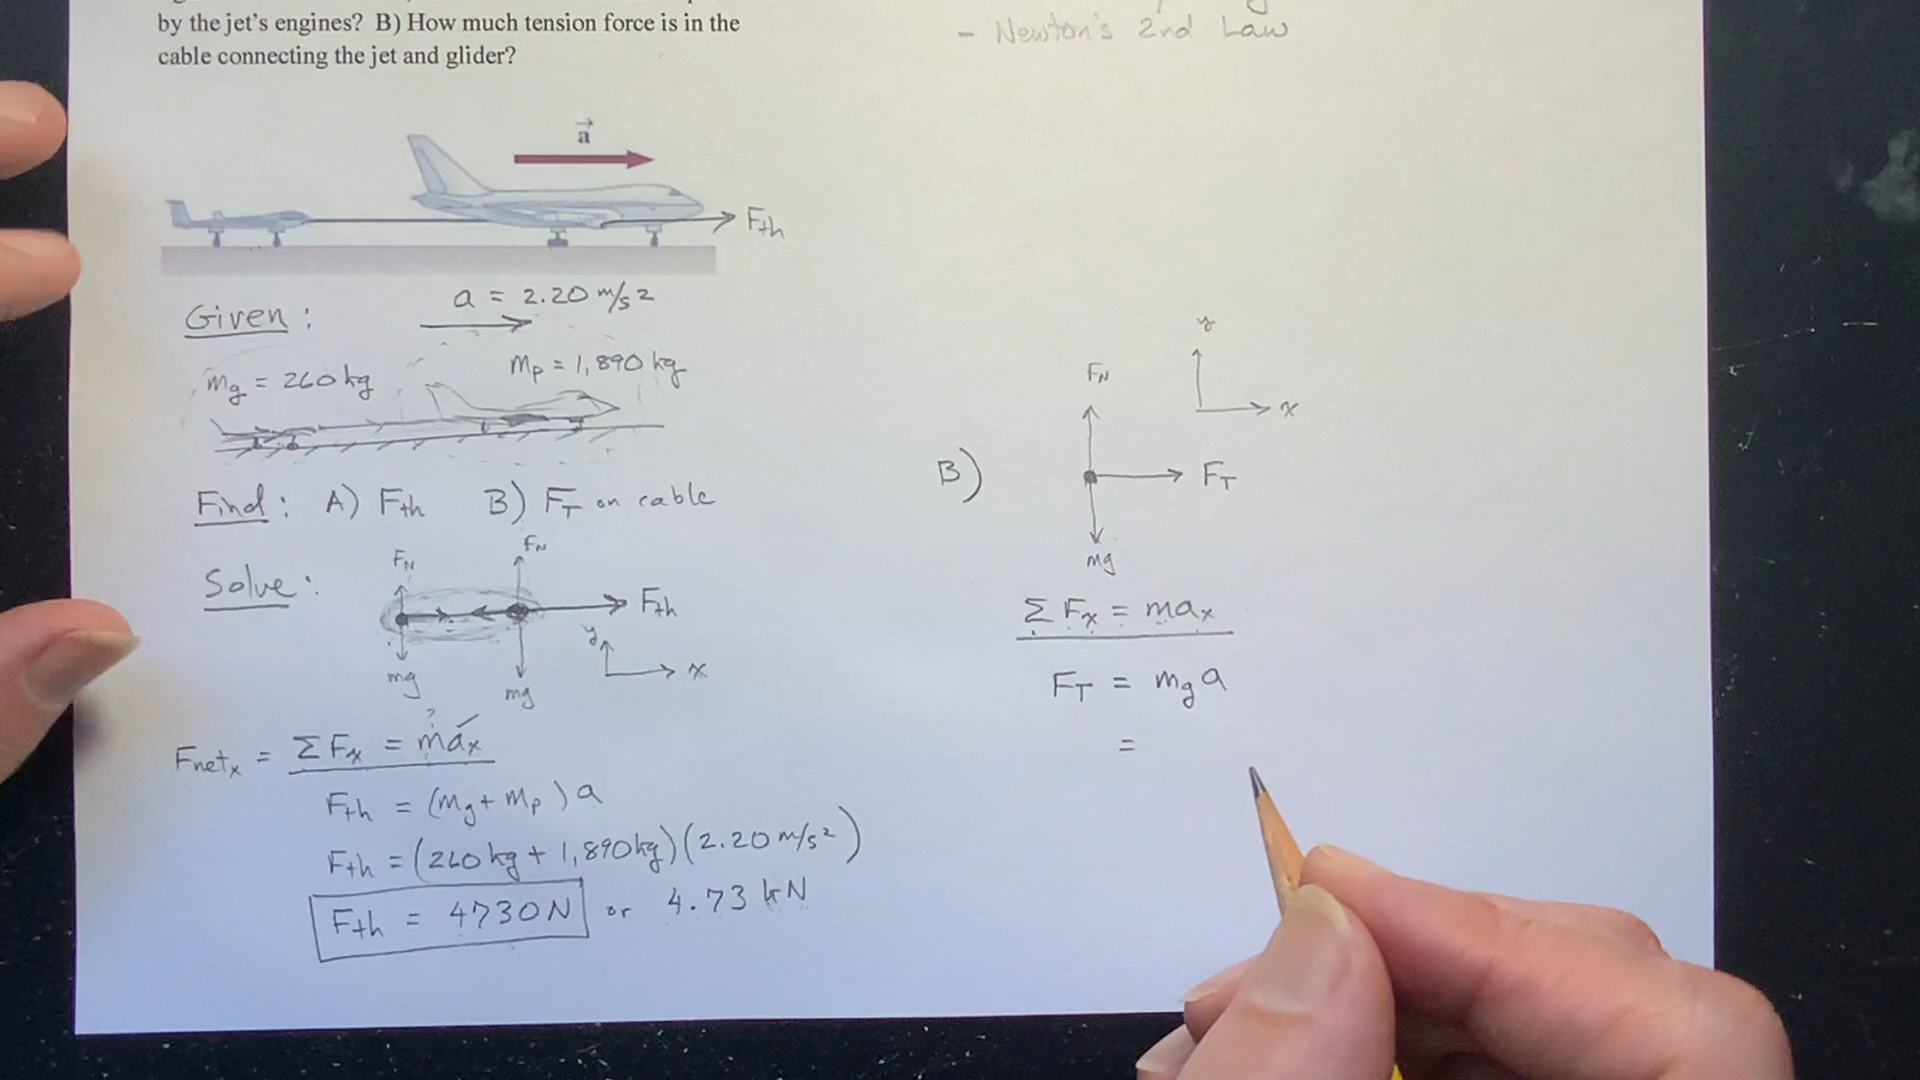 by the jet's engines? B) How much tension force is in the
cable connecting the jet and glider?
a
Fth
Given: a = 2.20 m/s²
mg = 260 kg mp = 1,890 kg
Find: A) Fth B) FT on cable
Solve:
FN FN
Fth
y x
mg mg
?
Fnetx = ΣFx = max
Fth = (mg + mp) a
Fth = (260 kg + 1,890 kg)(2.20 m/s²)
Fth = 4730 N or 4.73 kN
- Newton's 2nd Law
y
x
FN
B) FT
mg
ΣFx = max
FT = mg a
=